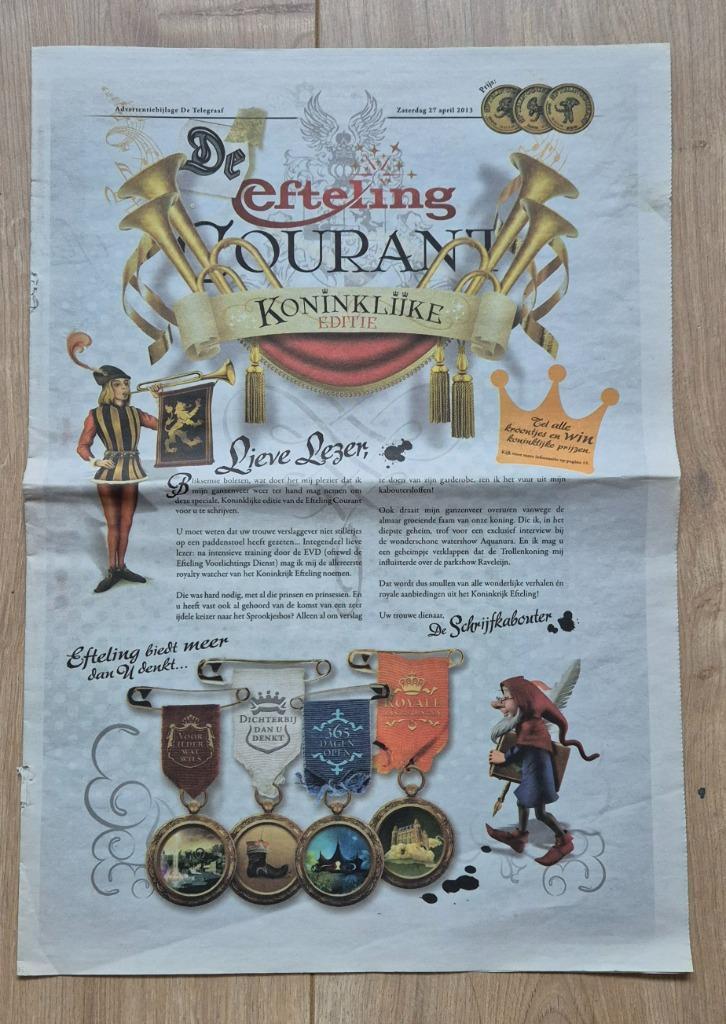 Advertentiebijlage De Telegraaf
Zaterdag 27 april 2013
Prijs:
De
Efteling
COURANT
KONINKLIJKE
EDITIE
Tel alle
kroontjes en WIN
koninklijke prijzen.
Kijk voor meer informatie op pagina 15.
Lieve Lezer,
Bliksemse bolezen, wat doet het mij plezier dat ik
mijn ganzenveer weer ter hand mag nemen om
deze speciale, Koninklijke editie van de Efteling Courant
voor u te schrijven.
U moet weten dat uw trouwe verslaggever niet stilletjes
op een paddenstoel heeft gezeten... Integendeel lieve
lezer: na intensieve training door de EVD (oftewel de
Efteling Voorlichtings Dienst) mag ik mij de allereerste
royalty watcher van het Koninkrijk Efteling noemen.
Die was hard nodig, met al die prinsen en prinsessen. En
u heeft vast ook al gehoord van de komst van een zeer
ijdele keizer naar het Sprookjesbos? Alleen al om verslag
te doen van zijn garderobe, ren ik het vuur uit mijn
kaboutersloffen!
Ook draait mijn ganzenveer overuren vanwege de
almaar groeiende faam van onze koning. Die ik, in het
diepste geheim, trof voor een exclusief interview bij
de wonderschone watershow Aquanura. En ik mag u
een geheimpje verklappen dat de Trollenkoning mij
influisterde over de parkshow Raveleijn.
Dat wordt dus smullen van alle wonderlijke verhalen én
royale aanbiedingen uit het Koninkrijk Efteling!
Uw trouwe dienaar,
De Schrijfkabouter
Efteling biedt meer
dan U denkt...
VOOR
IEDER
WAT
WILS
DICHTERBIJ
DAN U
DENKT
365
DAGEN
OPEN
ROYALE